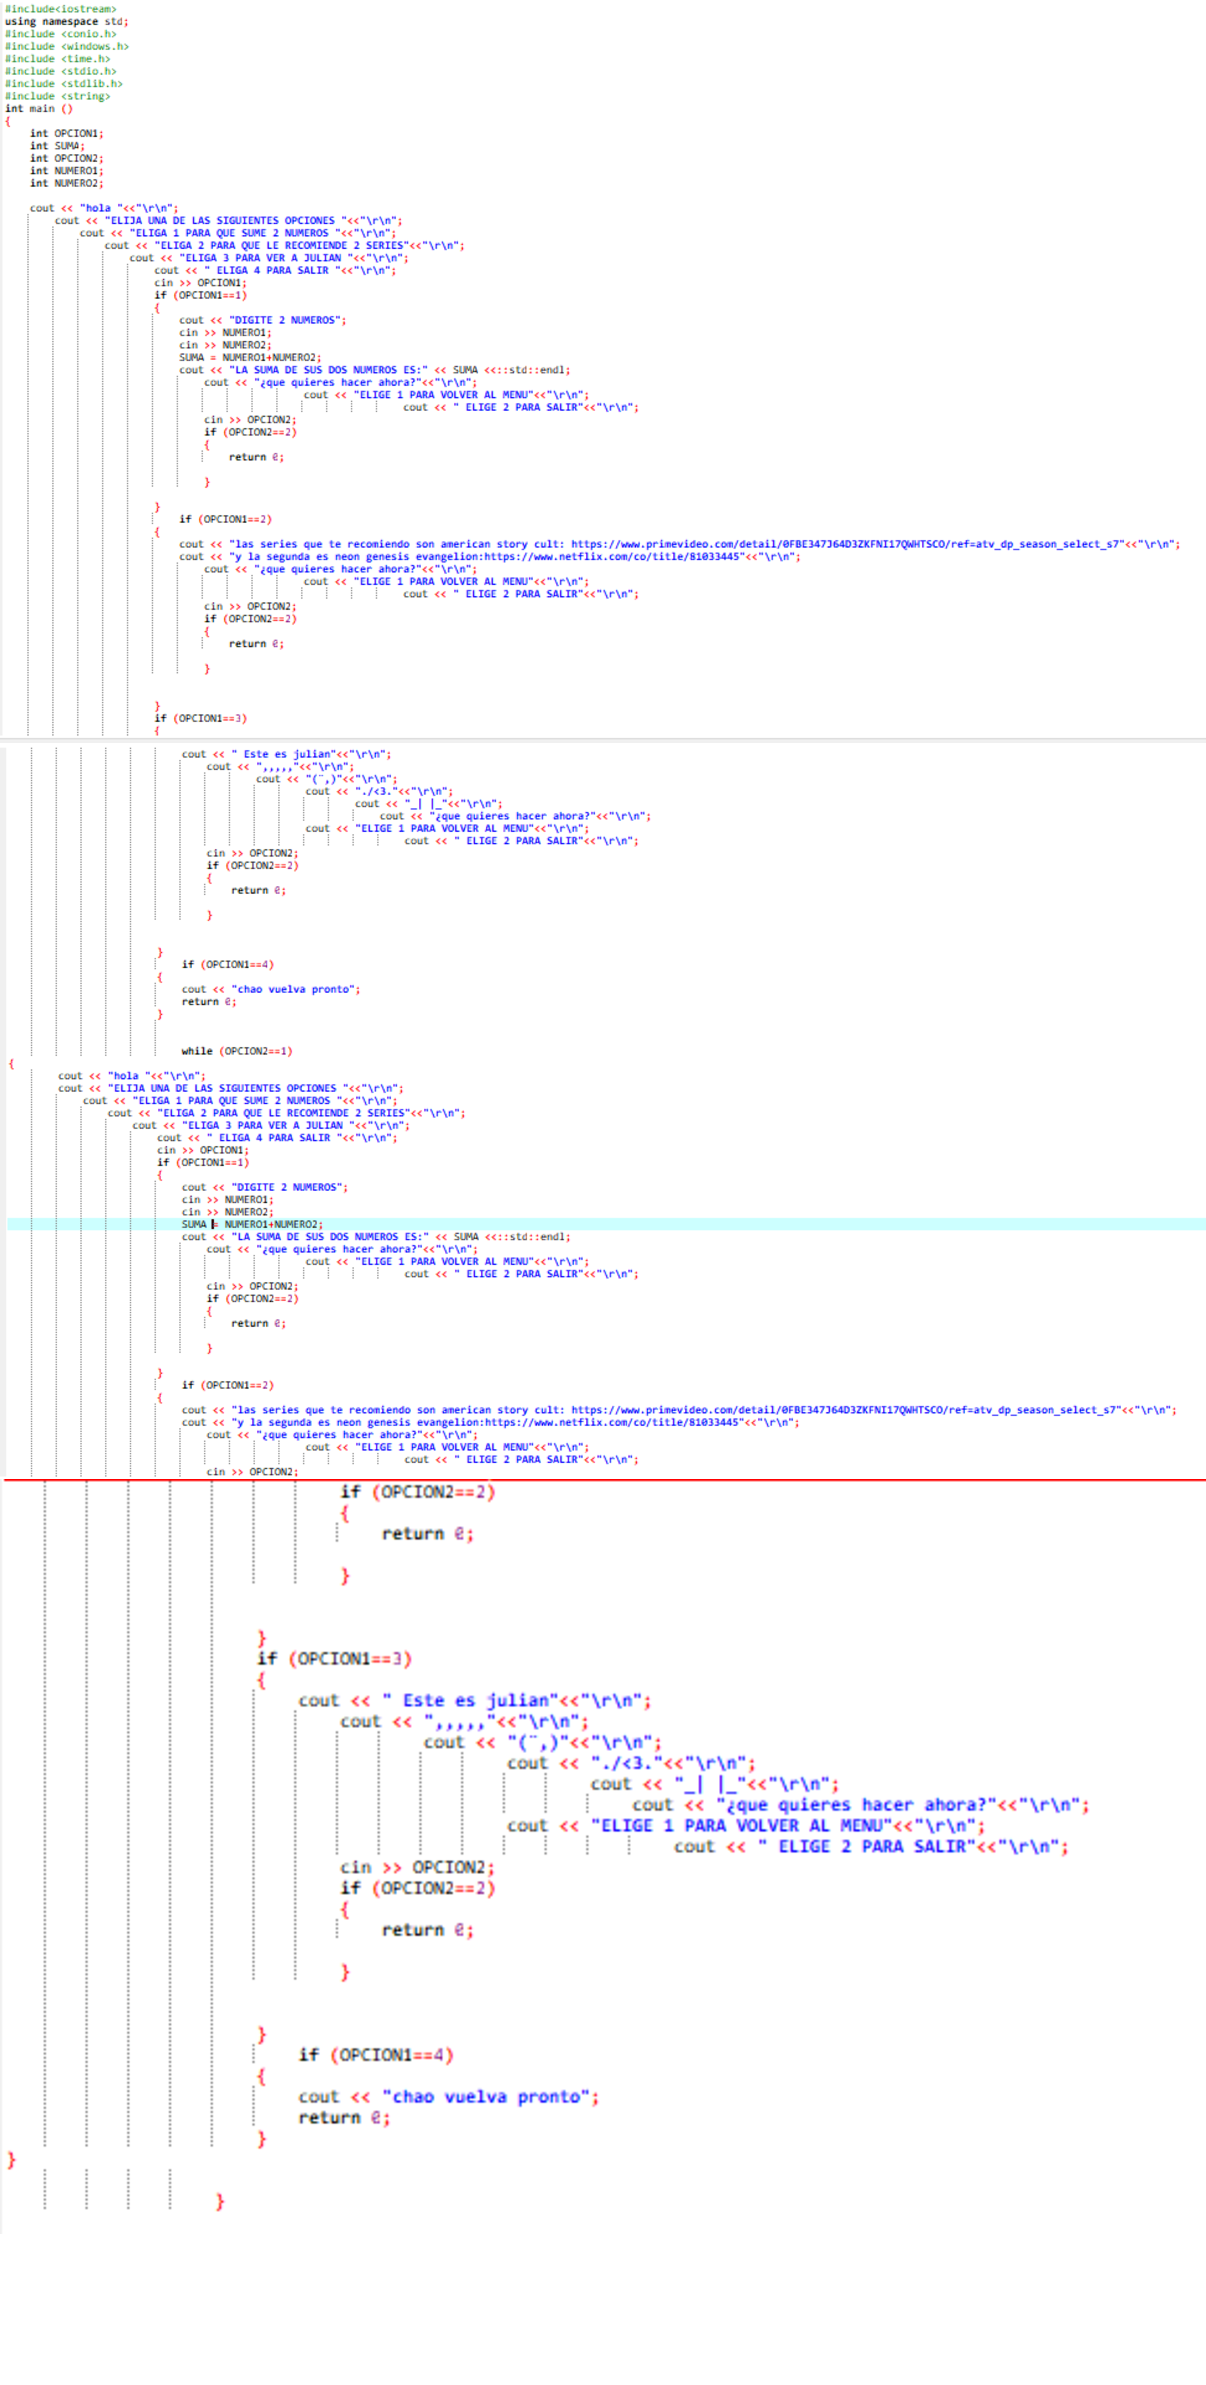 #include<iostream>
using namespace std;
#include <conio.h>
#include <windows.h>
#include <time.h>
#include <stdio.h>
#include <stdlib.h>
#include <string>
int main ()
{
int OPCION1;
int SUMA;
int OPCION2;
int NUMERO1;
int NUMERO2;
cout << "hola "<<"\r\n";
cout << "ELIJA UNA DE LAS SIGUIENTES OPCIONES "<<"\r\n";
cout << "ELIGA 1 PARA QUE SUME 2 NUMEROS "<<"\r\n";
cout << "ELIGA 2 PARA QUE LE RECOMIENDE 2 SERIES"<<"\r\n";
cout << "ELIGA 3 PARA VER A JULIAN "<<"\r\n";
cout << " ELIGA 4 PARA SALIR "<<"\r\n";
cin >> OPCION1;
if (OPCION1==1)
{
cout << "DIGITE 2 NUMEROS";
cin >> NUMERO1;
cin >> NUMERO2;
SUMA = NUMERO1+NUMERO2;
cout << "LA SUMA DE SUS DOS NUMEROS ES:" << SUMA <<::std::endl;
cout << "¿que quieres hacer ahora?"<<"\r\n";
cout << "ELIGE 1 PARA VOLVER AL MENU"<<"\r\n";
cout << " ELIGE 2 PARA SALIR"<<"\r\n";
cin >> OPCION2;
if (OPCION2==2)
{
return 0;
}
}
if (OPCION1==2)
{
cout << "las series que te recomiendo son american story cult: https://www.primevideo.com/detail/0FBE347J64D3ZKFNI17QWHTSCO/ref=atv_dp_season_select_s7"<<"\r\n";
cout << "y la segunda es neon genesis evangelion:https://www.netflix.com/co/title/81033445"<<"\r\n";
cout << "¿que quieres hacer ahora?"<<"\r\n";
cout << "ELIGE 1 PARA VOLVER AL MENU"<<"\r\n";
cout << " ELIGE 2 PARA SALIR"<<"\r\n";
cin >> OPCION2;
if (OPCION2==2)
{
return 0;
}
}
if (OPCION1==3)
{
cout << " Este es julian"<<"\r\n";
cout << ",,,,,"<<"\r\n";
cout << "(¨,)"<<"\r\n";
cout << "./<3."<<"\r\n";
cout << "_| |_"<<"\r\n";
cout << "¿que quieres hacer ahora?"<<"\r\n";
cout << "ELIGE 1 PARA VOLVER AL MENU"<<"\r\n";
cout << " ELIGE 2 PARA SALIR"<<"\r\n";
cin >> OPCION2;
if (OPCION2==2)
{
return 0;
}
}
if (OPCION1==4)
{
cout << "chao vuelva pronto";
return 0;
}
while (OPCION2==1)
{
cout << "hola "<<"\r\n";
cout << "ELIJA UNA DE LAS SIGUIENTES OPCIONES "<<"\r\n";
cout << "ELIGA 1 PARA QUE SUME 2 NUMEROS "<<"\r\n";
cout << "ELIGA 2 PARA QUE LE RECOMIENDE 2 SERIES"<<"\r\n";
cout << "ELIGA 3 PARA VER A JULIAN "<<"\r\n";
cout << " ELIGA 4 PARA SALIR "<<"\r\n";
cin >> OPCION1;
if (OPCION1==1)
{
cout << "DIGITE 2 NUMEROS";
cin >> NUMERO1;
cin >> NUMERO2;
SUMA = NUMERO1+NUMERO2;
cout << "LA SUMA DE SUS DOS NUMEROS ES:" << SUMA <<::std::endl;
cout << "¿que quieres hacer ahora?"<<"\r\n";
cout << "ELIGE 1 PARA VOLVER AL MENU"<<"\r\n";
cout << " ELIGE 2 PARA SALIR"<<"\r\n";
cin >> OPCION2;
if (OPCION2==2)
{
return 0;
}
}
if (OPCION1==2)
{
cout << "las series que te recomiendo son american story cult: https://www.primevideo.com/detail/0FBE347J64D3ZKFNI17QWHTSCO/ref=atv_dp_season_select_s7"<<"\r\n";
cout << "y la segunda es neon genesis evangelion:https://www.netflix.com/co/title/81033445"<<"\r\n";
cout << "¿que quieres hacer ahora?"<<"\r\n";
cout << "ELIGE 1 PARA VOLVER AL MENU"<<"\r\n";
cout << " ELIGE 2 PARA SALIR"<<"\r\n";
cin >> OPCION2;
if (OPCION2==2)
{
return 0;
}
}
if (OPCION1==3)
{
cout << " Este es julian"<<"\r\n";
cout << ",,,,,"<<"\r\n";
cout << "(¨,)"<<"\r\n";
cout << "./<3."<<"\r\n";
cout << "_| |_"<<"\r\n";
cout << "¿que quieres hacer ahora?"<<"\r\n";
cout << "ELIGE 1 PARA VOLVER AL MENU"<<"\r\n";
cout << " ELIGE 2 PARA SALIR"<<"\r\n";
cin >> OPCION2;
if (OPCION2==2)
{
return 0;
}
}
if (OPCION1==4)
{
cout << "chao vuelva pronto";
return 0;
}
}
}